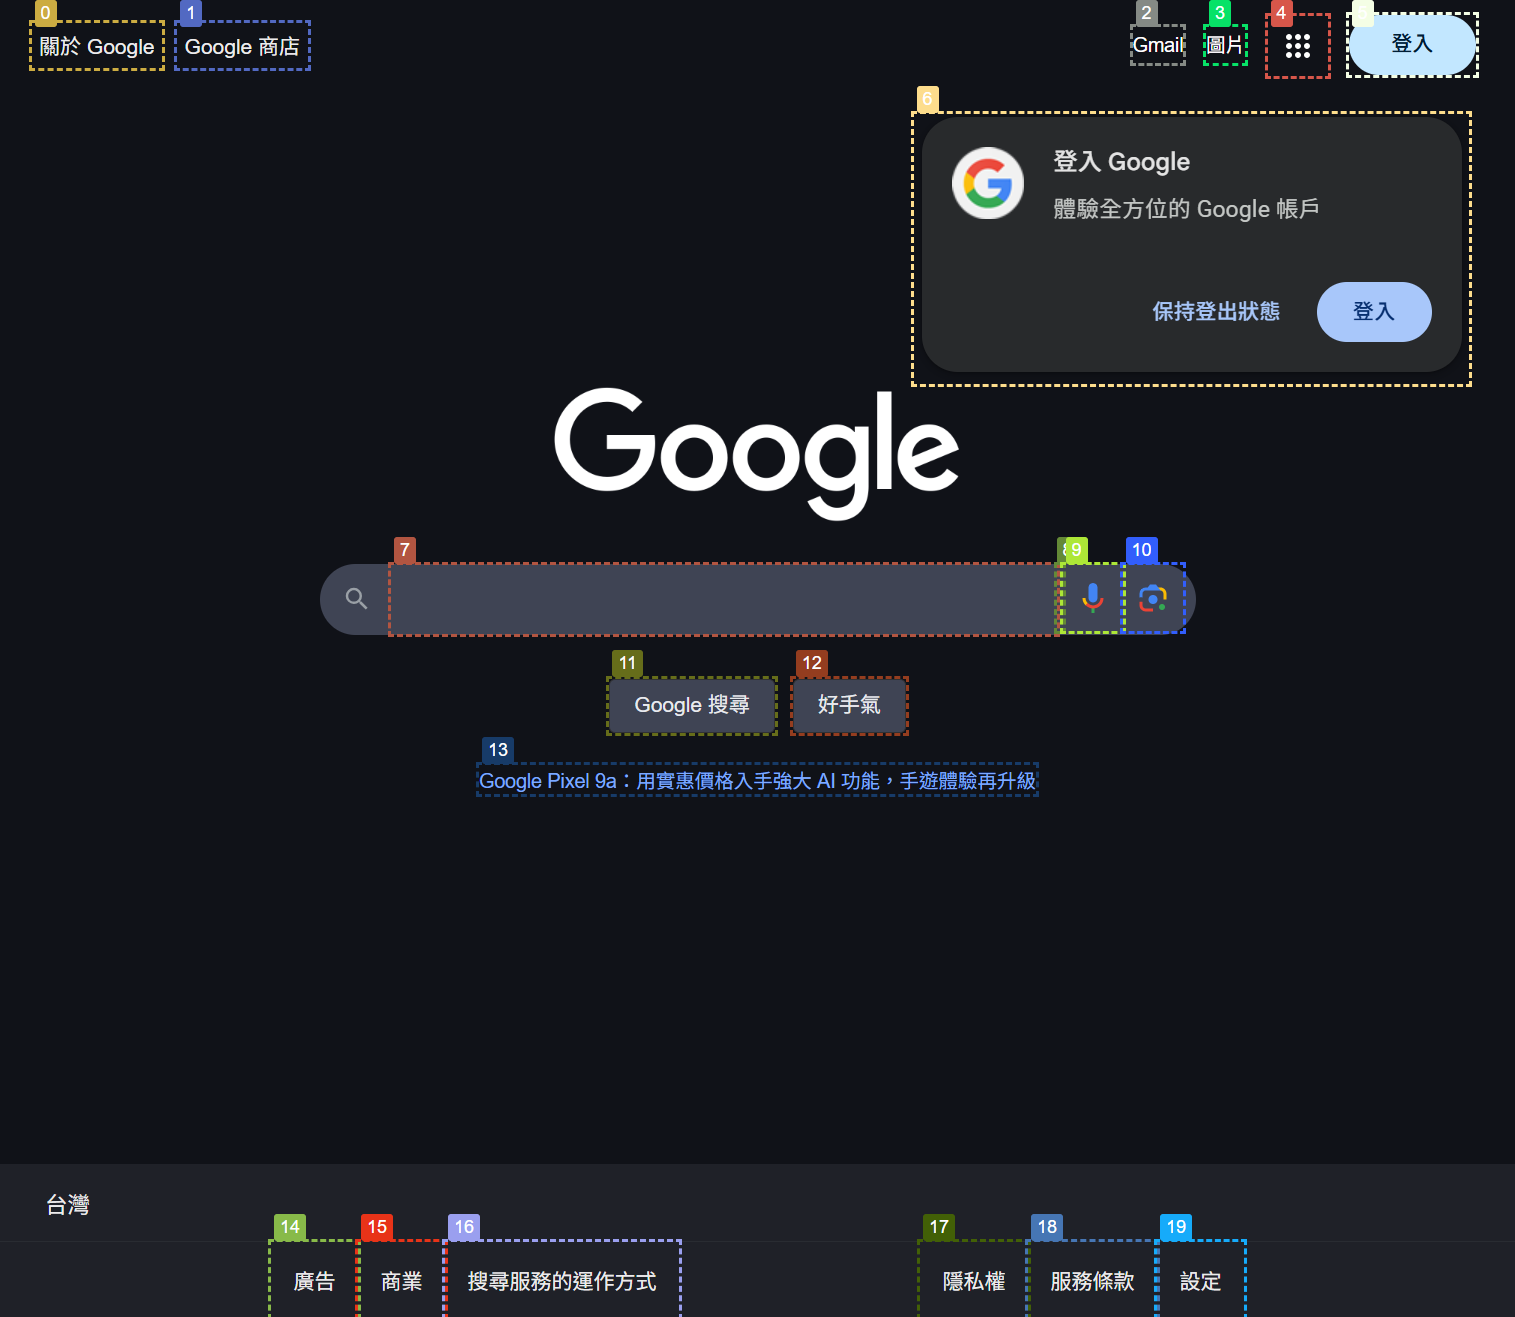 0
1
2
3
4
5
關於 Google
Google 商店
Gmail
圖片
登入
6
登入 Google
體驗全方位的 Google 帳戶
保持登出狀態
登入
Google
7
8
9
10
11
12
Google 搜尋
好手氣
13
Google Pixel 9a：用實惠價格入手強大 AI 功能，手遊體驗再升級
台灣
14
15
16
17
18
19
廣告
商業
搜尋服務的運作方式
隱私權
服務條款
設定